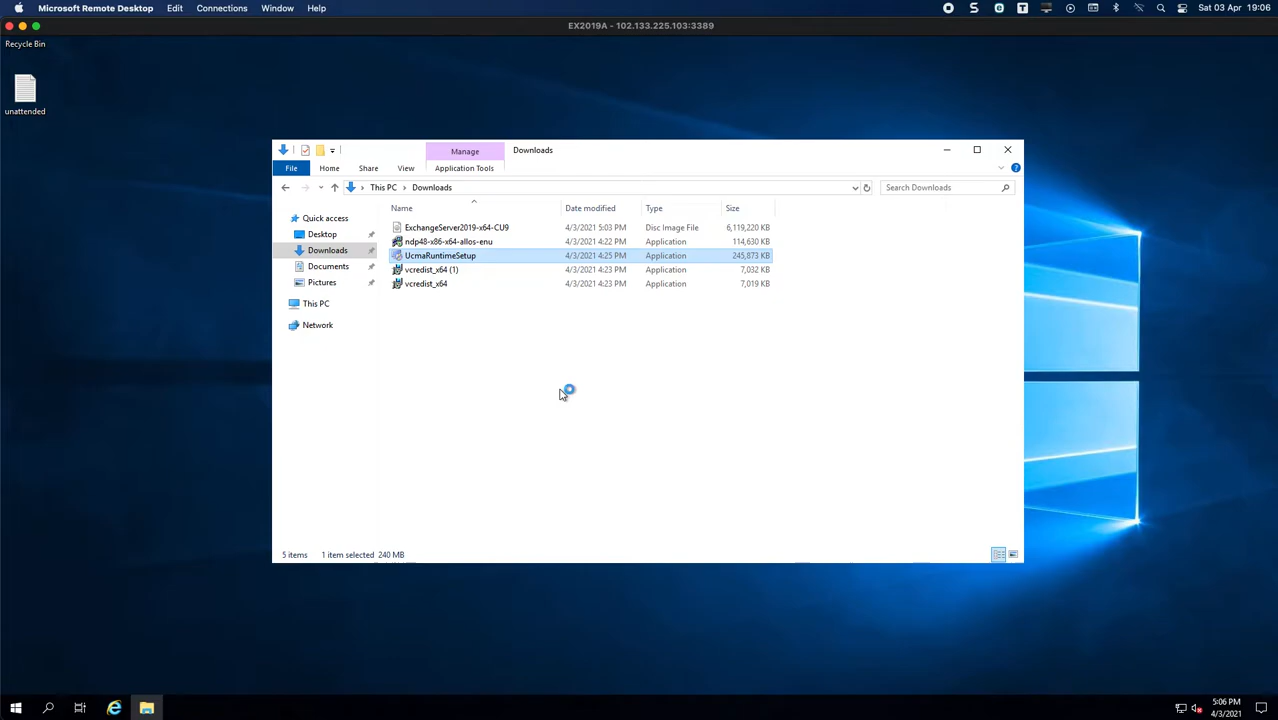 Microsoft Remote Desktop Edit Connections Window Help Sat 03 Apr 19:06
EX2019A - 102.133.225.103:3389
Recycle Bin
unattended
Manage Downloads
File Home Share View Application Tools
This PC Downloads Search Downloads
Name Date modified Type Size
Quick access
Desktop
Downloads
Documents
Pictures
This PC
Network
ExchangeServer2019-x64-CU9 4/3/2021 5:03 PM Disc Image File 6,119,220 KB
ndp48-x86-x64-allos-enu 4/3/2021 4:22 PM Application 114,630 KB
UcmaRuntimeSetup 4/3/2021 4:25 PM Application 245,873 KB
vcredist_x64 (1) 4/3/2021 4:23 PM Application 7,032 KB
vcredist_x64 4/3/2021 4:23 PM Application 7,019 KB
5 items 1 item selected 240 MB
5:06 PM
4/3/2021